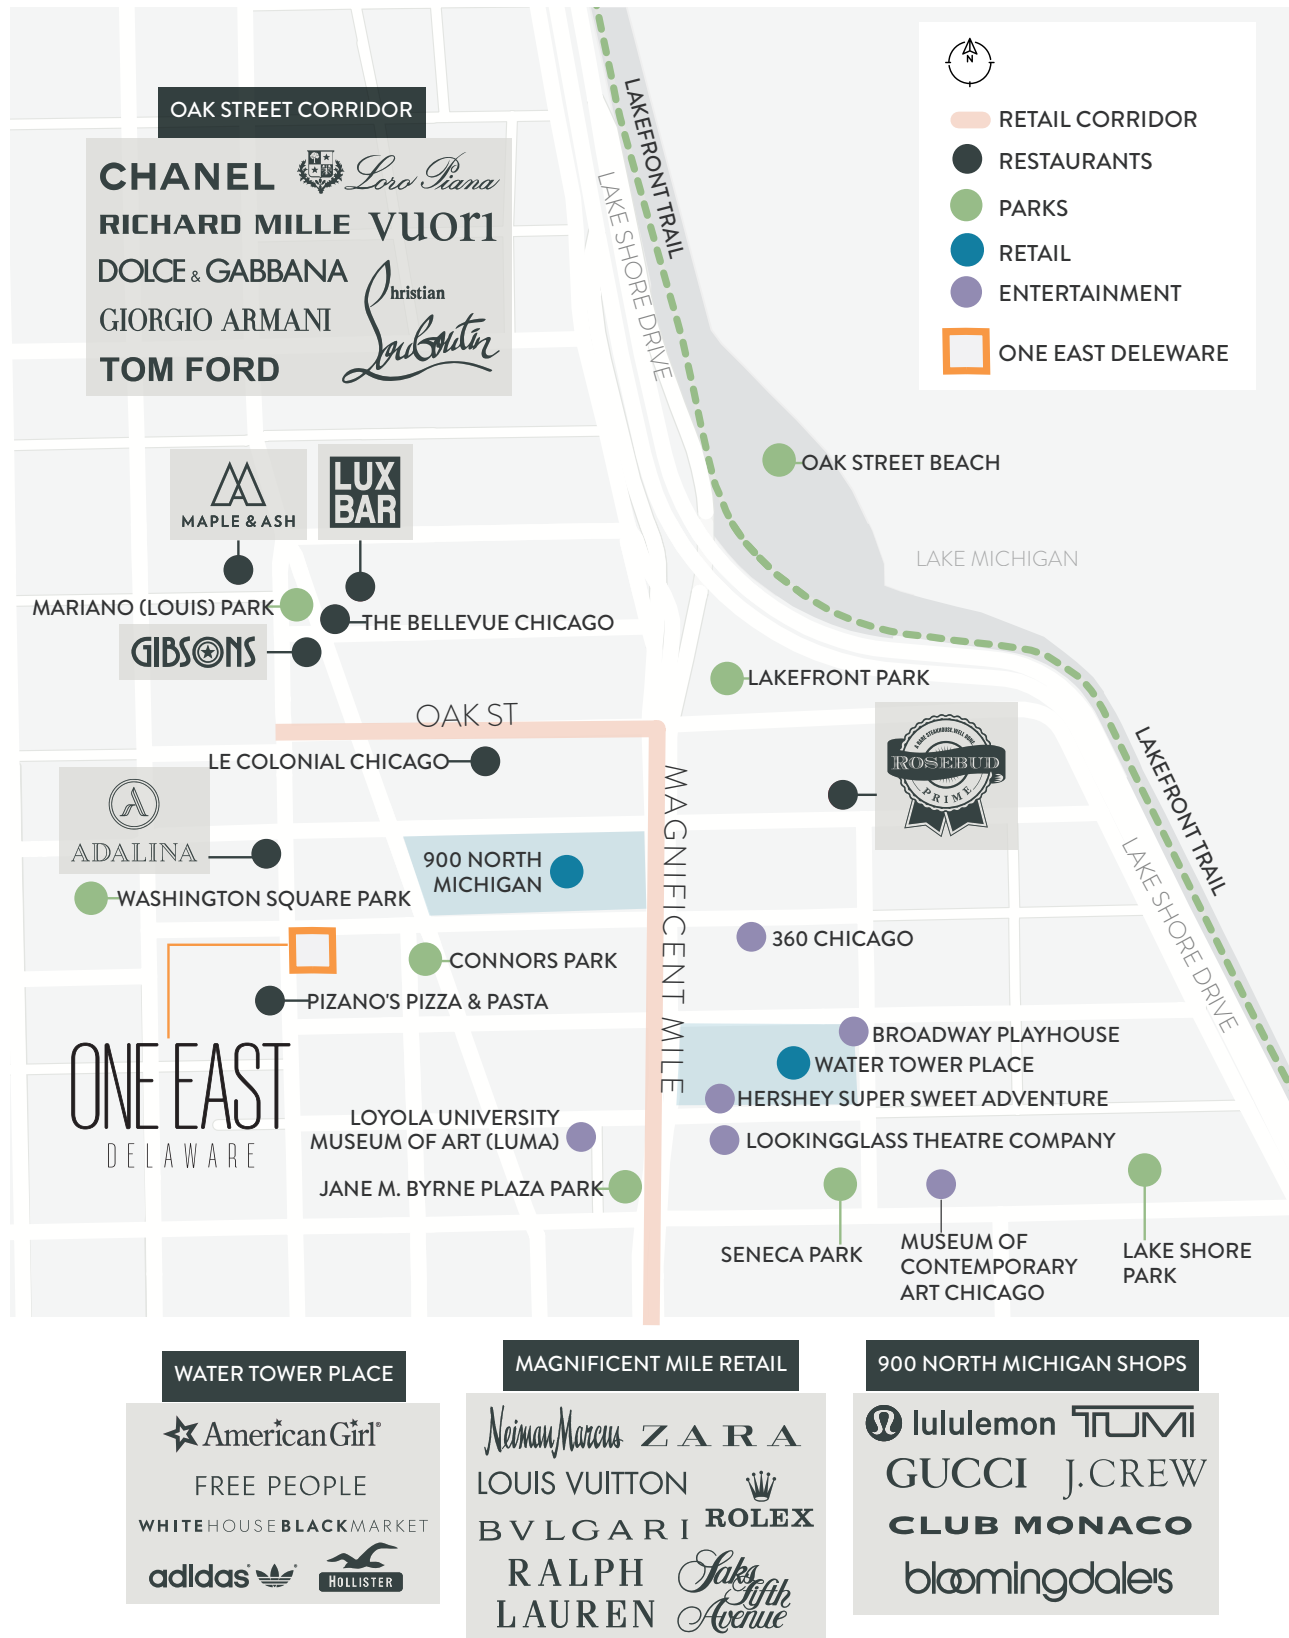 N
RETAIL CORRIDOR
RESTAURANTS
PARKS
RETAIL
ENTERTAINMENT
ONE EAST DELEWARE
OAK STREET CORRIDOR
CHANEL
Loro Piana
RICHARD MILLE
vuori
DOLCE & GABBANA
GIORGIO ARMANI
TOM FORD
Christian
Louboutin
LAKEFRONT TRAIL
LAKE SHORE DRIVE
OAK STREET BEACH
LAKE MICHIGAN
MAPLE & ASH
LUX
BAR
MARIANO (LOUIS) PARK
THE BELLEVUE CHICAGO
GIBSONS
LAKEFRONT PARK
OAK ST
LE COLONIAL CHICAGO
A RARE STEAKHOUSE, WELL DONE.
ROSEBUD
PRIME
LAKEFRONT TRAIL
LAKE SHORE DRIVE
MAGNIFICENT MILE
A
ADALINA
900 NORTH
MICHIGAN
WASHINGTON SQUARE PARK
360 CHICAGO
CONNORS PARK
PIZANO'S PIZZA & PASTA
ONE EAST
DELAWARE
BROADWAY PLAYHOUSE
WATER TOWER PLACE
HERSHEY SUPER SWEET ADVENTURE
LOYOLA UNIVERSITY
MUSEUM OF ART (LUMA)
LOOKINGGLASS THEATRE COMPANY
JANE M. BYRNE PLAZA PARK
SENECA PARK
MUSEUM OF
CONTEMPORARY
ART CHICAGO
LAKE SHORE
PARK
WATER TOWER PLACE
American Girl®
FREE PEOPLE
WHITEHOUSEBLACKMARKET
adidas
HOLLISTER
MAGNIFICENT MILE RETAIL
Neiman Marcus
ZARA
LOUIS VUITTON
ROLEX
BVLGARI
RALPH
LAUREN
Saks
Fifth
Avenue
900 NORTH MICHIGAN SHOPS
lululemon
TUMI
GUCCI
J.CREW
CLUB MONACO
bloomingdale's